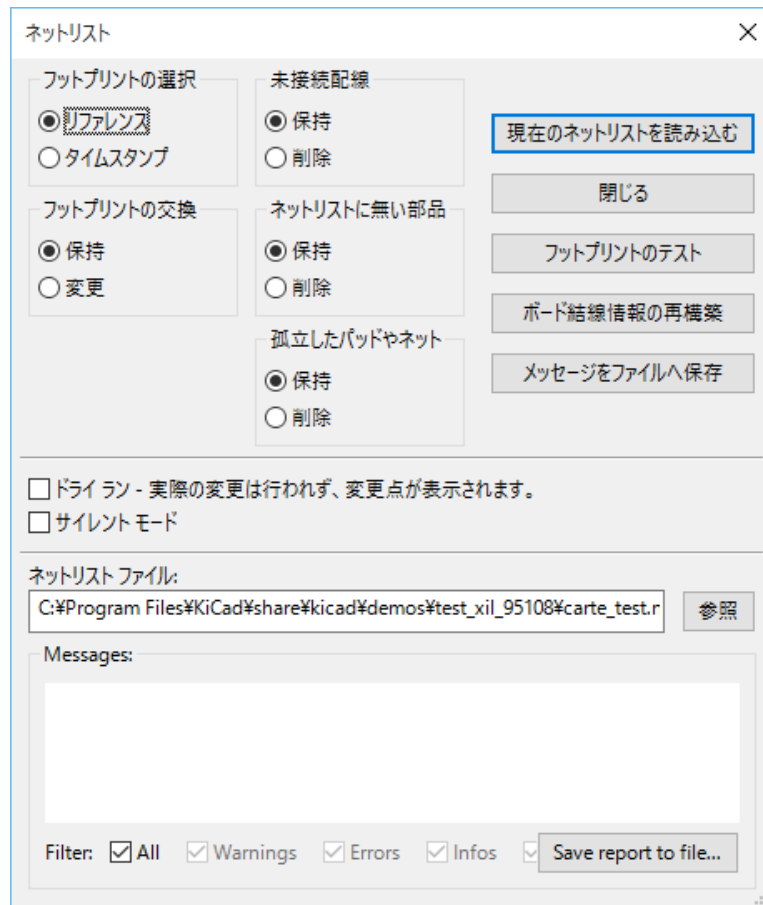 ネットリスト
フットプリントの選択
リファレンス
タイムスタンプ
未接続配線
保持
削除
現在のネットリストを読み込む
閉じる
フットプリントの交換
保持
変更
ネットリストに無い部品
保持
削除
フットプリントのテスト
ボード結線情報の再構築
孤立したパッドやネット
保持
削除
メッセージをファイルへ保存
ドライ ラン - 実際の変更は行われず、変更点が表示されます。
サイレント モード
ネットリスト ファイル:
C:¥Program Files¥KiCad¥share¥kicad¥demos¥test_xil_95108¥carte_test.r
参照
Messages:
Filter: All Warnings Errors Infos Save report to file...